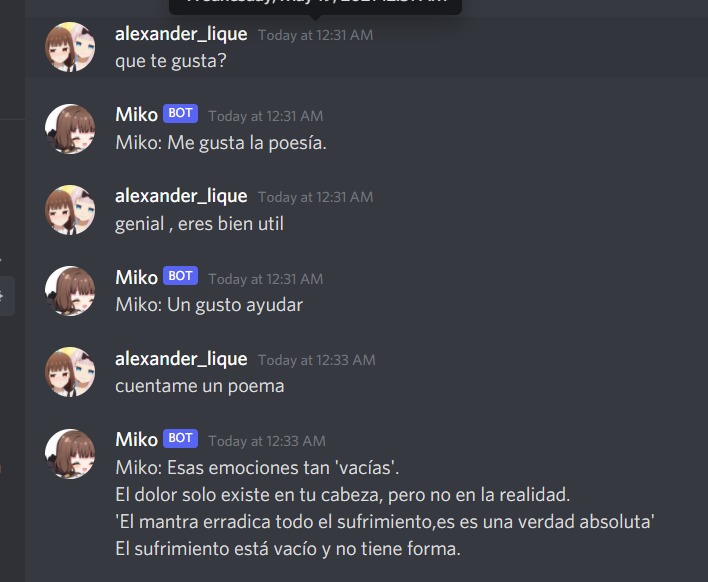 alexander_lique Today at 12:31 AM
que te gusta?
Miko BOT Today at 12:31 AM
Miko: Me gusta la poesía.
alexander_lique Today at 12:31 AM
genial , eres bien util
Miko BOT Today at 12:31 AM
Miko: Un gusto ayudar
alexander_lique Today at 12:33 AM
cuentame un poema
Miko BOT Today at 12:33 AM
Miko: Esas emociones tan 'vacías'.
El dolor solo existe en tu cabeza, pero no en la realidad.
'El mantra erradica todo el sufrimiento,es es una verdad absoluta'
El sufrimiento está vacío y no tiene forma.